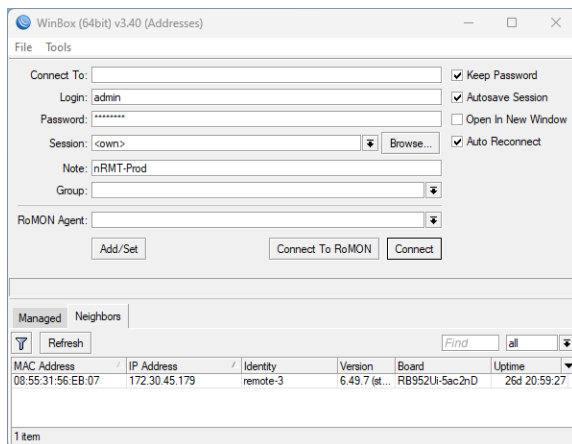 WinBox (64bit) v3.40 (Addresses)
File Tools
Connect To:
Keep Password
Login: admin
Autosave Session
Password: ********
Open In New Window
Session: <own> Browse...
Auto Reconnect
Note: nRMT-Prod
Group:
RoMON Agent:
Add/Set Connect To RoMON Connect
Managed Neighbors
Refresh Find all
MAC Address IP Address Identity Version Board Uptime
08:55:31:56:EB:07 172.30.45.179 remote-3 6.49.7 (st... RB952Ui-5ac2nD 26d 20:59:27
1 item